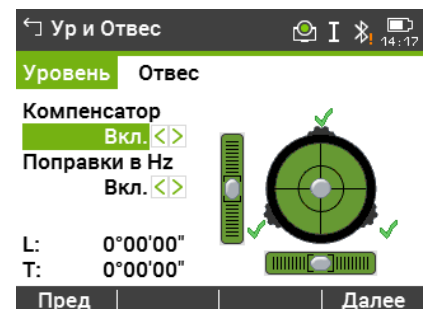 Ур и Отвес I 14:17
Уровень Отвес
Компенсатор
Вкл.
Поправки в Hz
Вкл.
L: 0°00'00"
T: 0°00'00"
Пред Далее